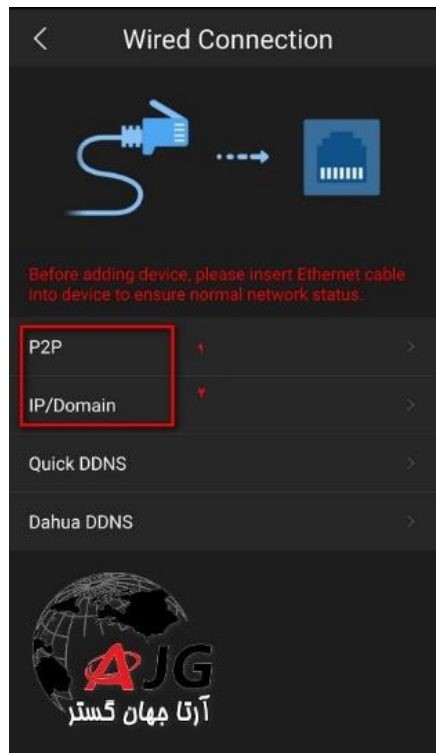 Wired Connection
Before adding device, please insert Ethernet cable
into device to ensure normal network status.
P2P ۱
IP/Domain ۲
Quick DDNS
Dahua DDNS
AJG
آرتا جهان گستر